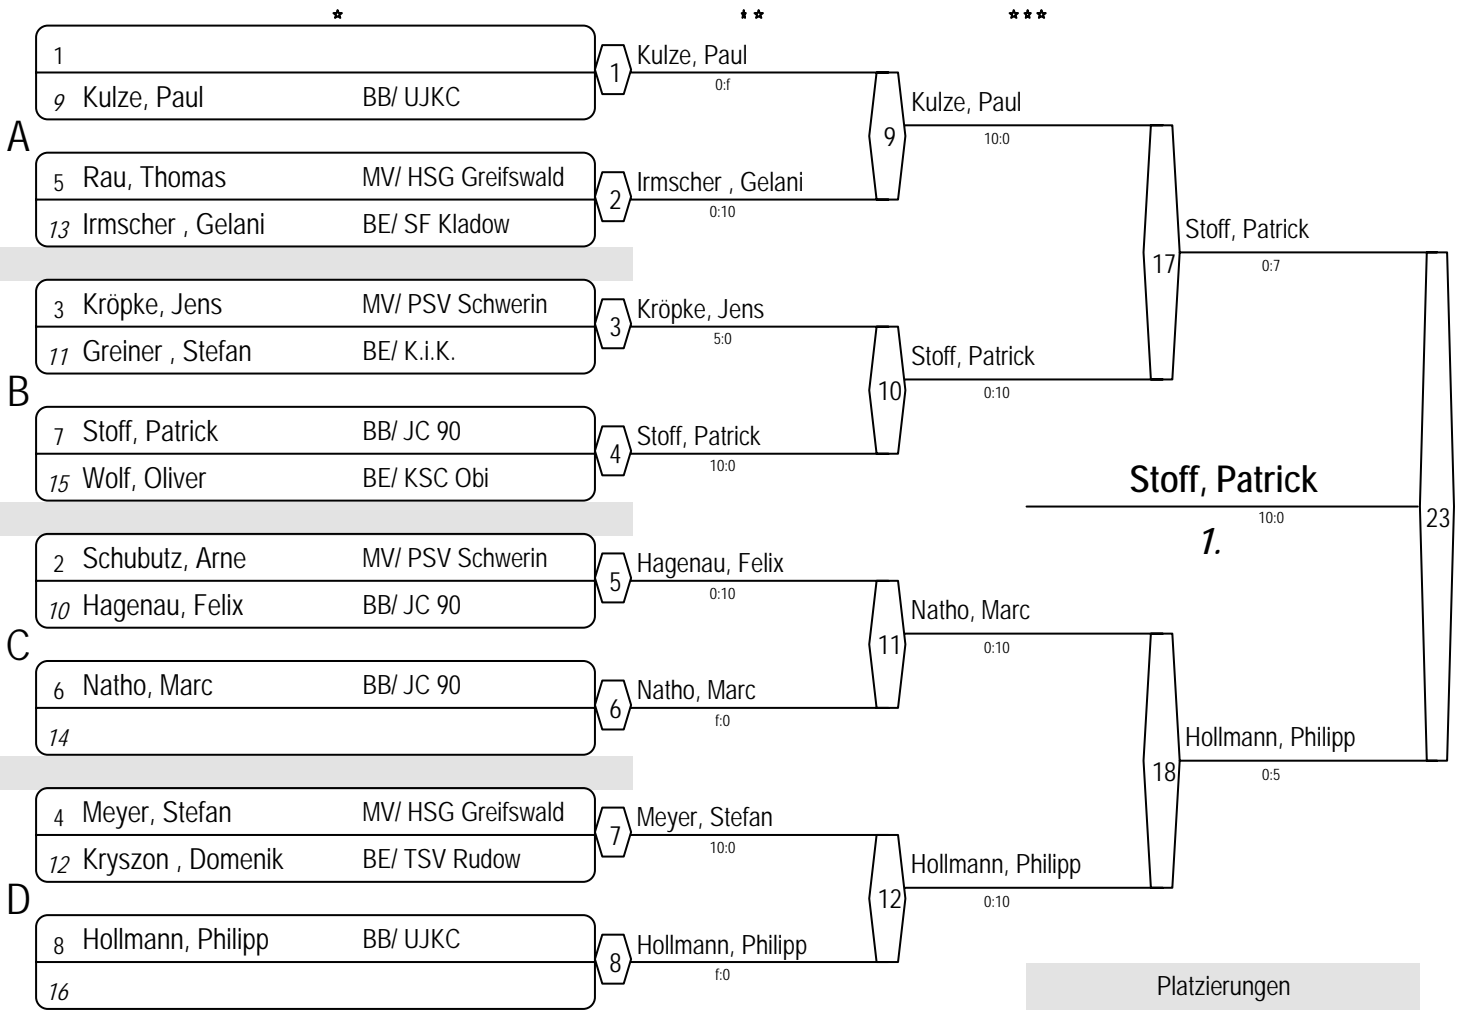 * ** ***
1
9 Kulze, Paul BB/ UJKC
1 Kulze, Paul
0:f
A
5 Rau, Thomas MV/ HSG Greifswald
13 Irmscher , Gelani BE/ SF Kladow
2 Irmscher , Gelani
0:10
9 Kulze, Paul
10:0
3 Kröpke, Jens MV/ PSV Schwerin
11 Greiner , Stefan BE/ K.i.K.
3 Kröpke, Jens
5:0
B
7 Stoff, Patrick BB/ JC 90
15 Wolf, Oliver BE/ KSC Obi
4 Stoff, Patrick
10:0
10 Stoff, Patrick
0:10
17 Stoff, Patrick
0:7
2 Schubutz, Arne MV/ PSV Schwerin
10 Hagenau, Felix BB/ JC 90
5 Hagenau, Felix
0:10
C
6 Natho, Marc BB/ JC 90
14
6 Natho, Marc
f:0
11 Natho, Marc
0:10
4 Meyer, Stefan MV/ HSG Greifswald
12 Kryszon , Domenik BE/ TSV Rudow
7 Meyer, Stefan
10:0
D
8 Hollmann, Philipp BB/ UJKC
16
8 Hollmann, Philipp
f:0
12 Hollmann, Philipp
0:10
18 Hollmann, Philipp
0:5
23 Stoff, Patrick
10:0
1.
Platzierungen